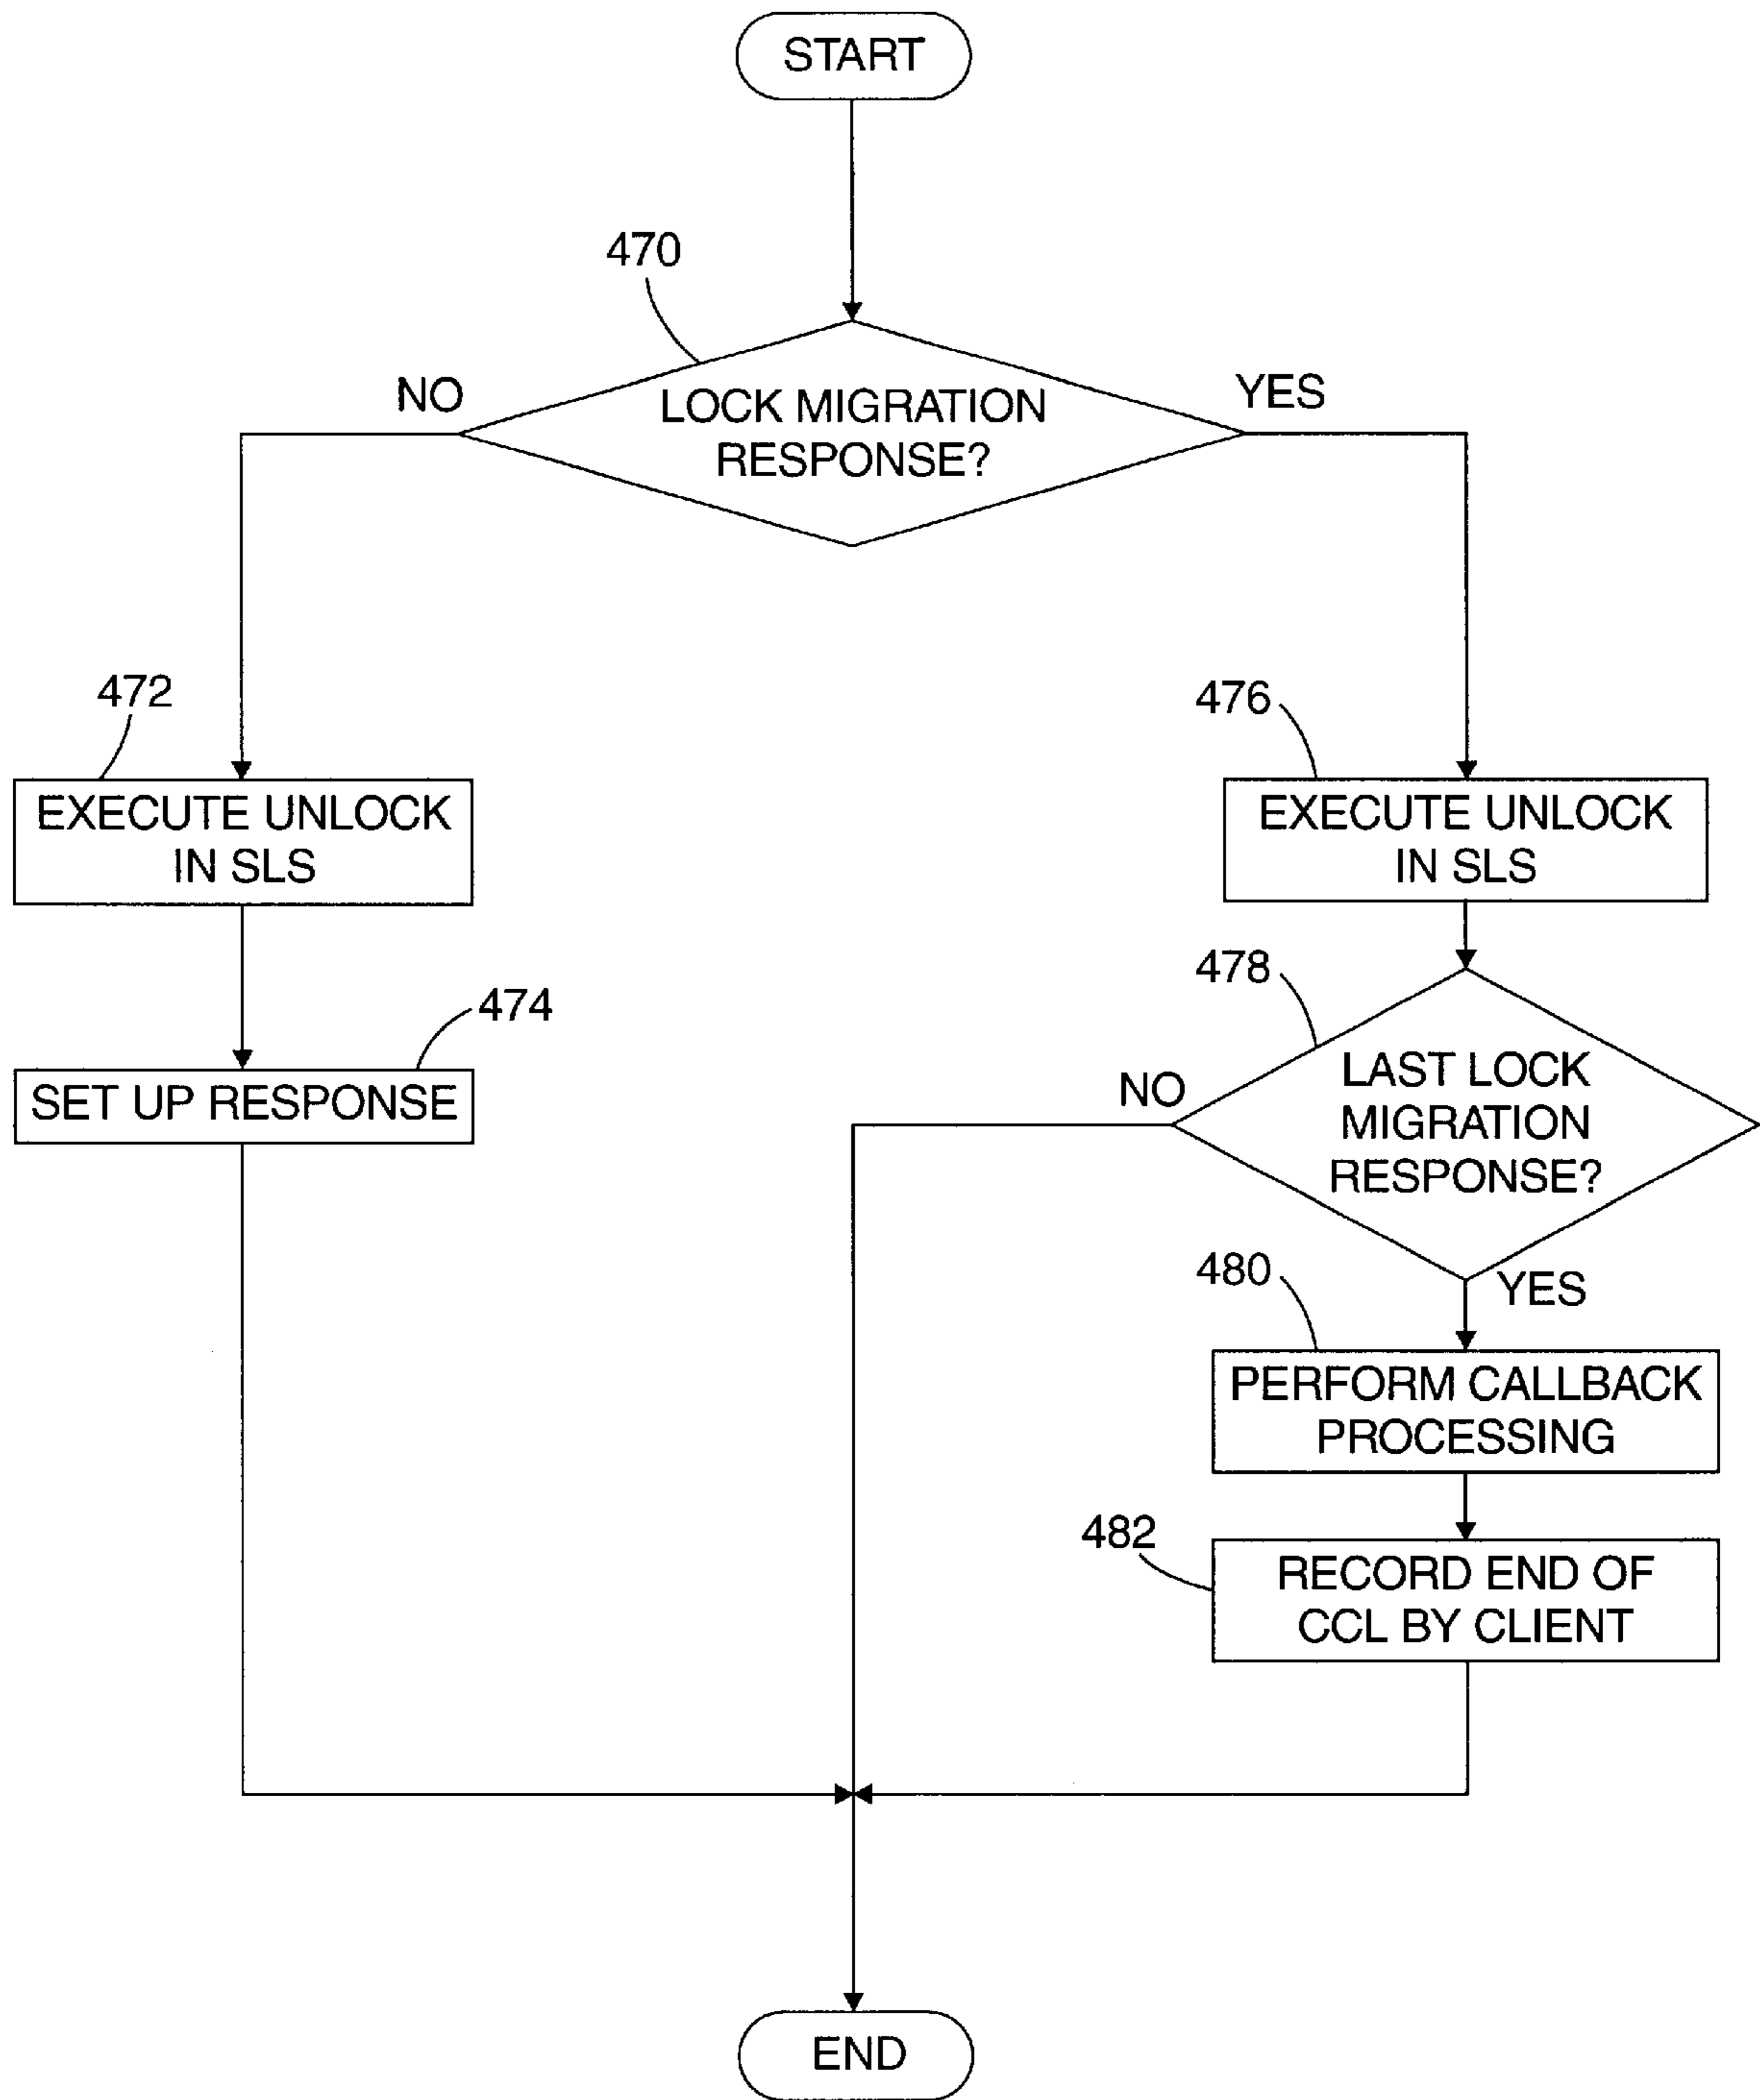 START
470
NO
YES
LOCK MIGRATION
RESPONSE?
472
476
EXECUTE UNLOCK
IN SLS
EXECUTE UNLOCK
IN SLS
478
474
LAST LOCK
MIGRATION
RESPONSE?
NO
SET UP RESPONSE
480
YES
PERFORM CALLBACK
PROCESSING
482
RECORD END OF
CCL BY CLIENT
END